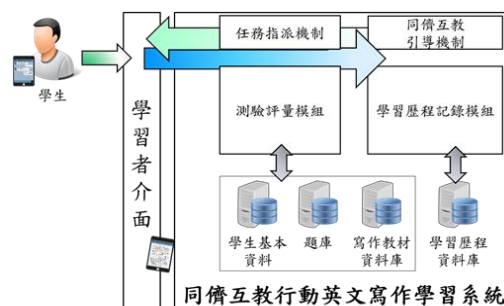 任務指派機制
同儕互教
引導機制
學生
學習者介面
測驗評量模組
學習歷程記錄模組
學生基本
資料
題庫
寫作教材
資料庫
學習歷程
資料庫
同儕互教行動英文寫作學習系統